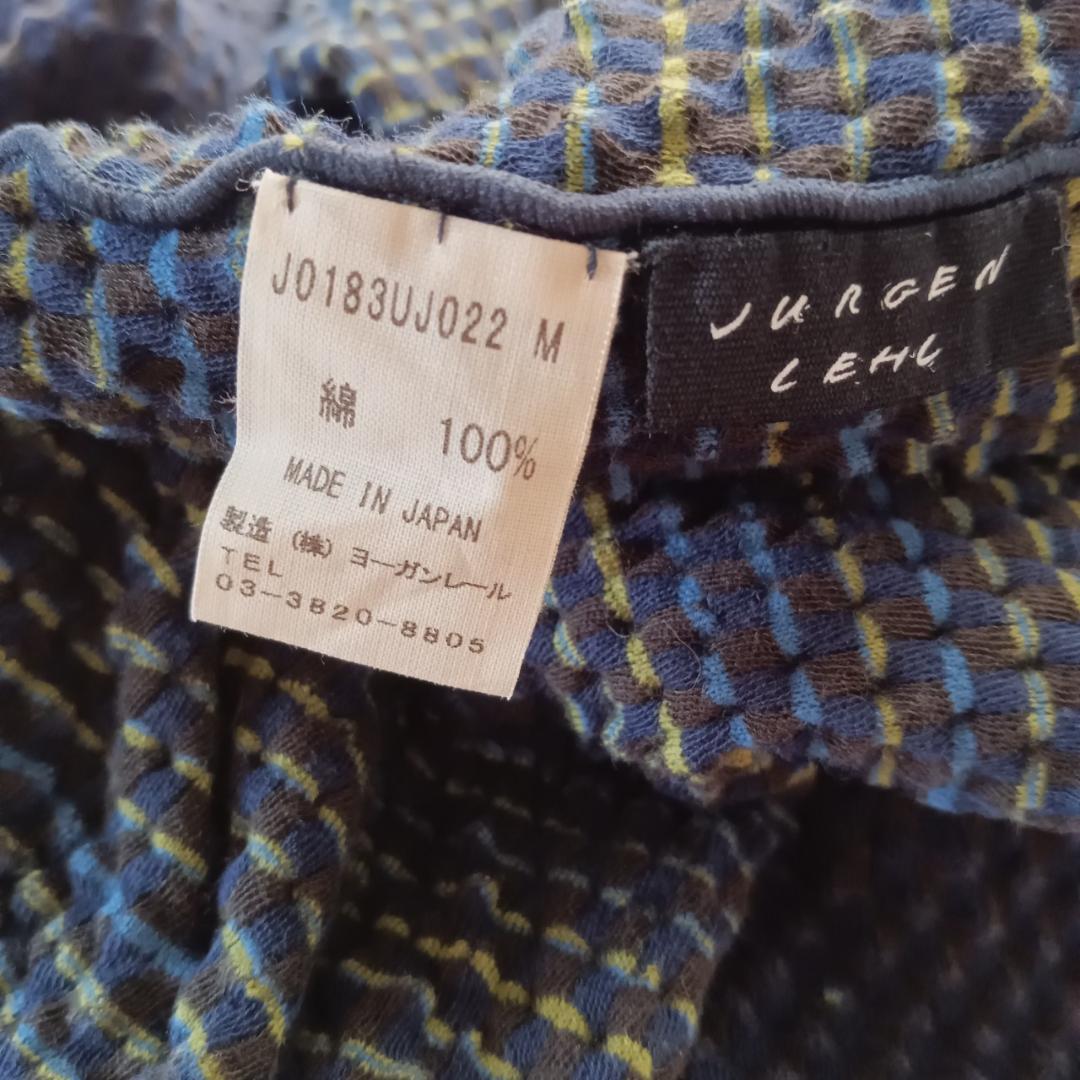 J0183UJ022 M
綿 100%
MADE IN JAPAN
製造 (株) ヨーガンレール
TEL
03-3820-8805
JURGEN
LEHL